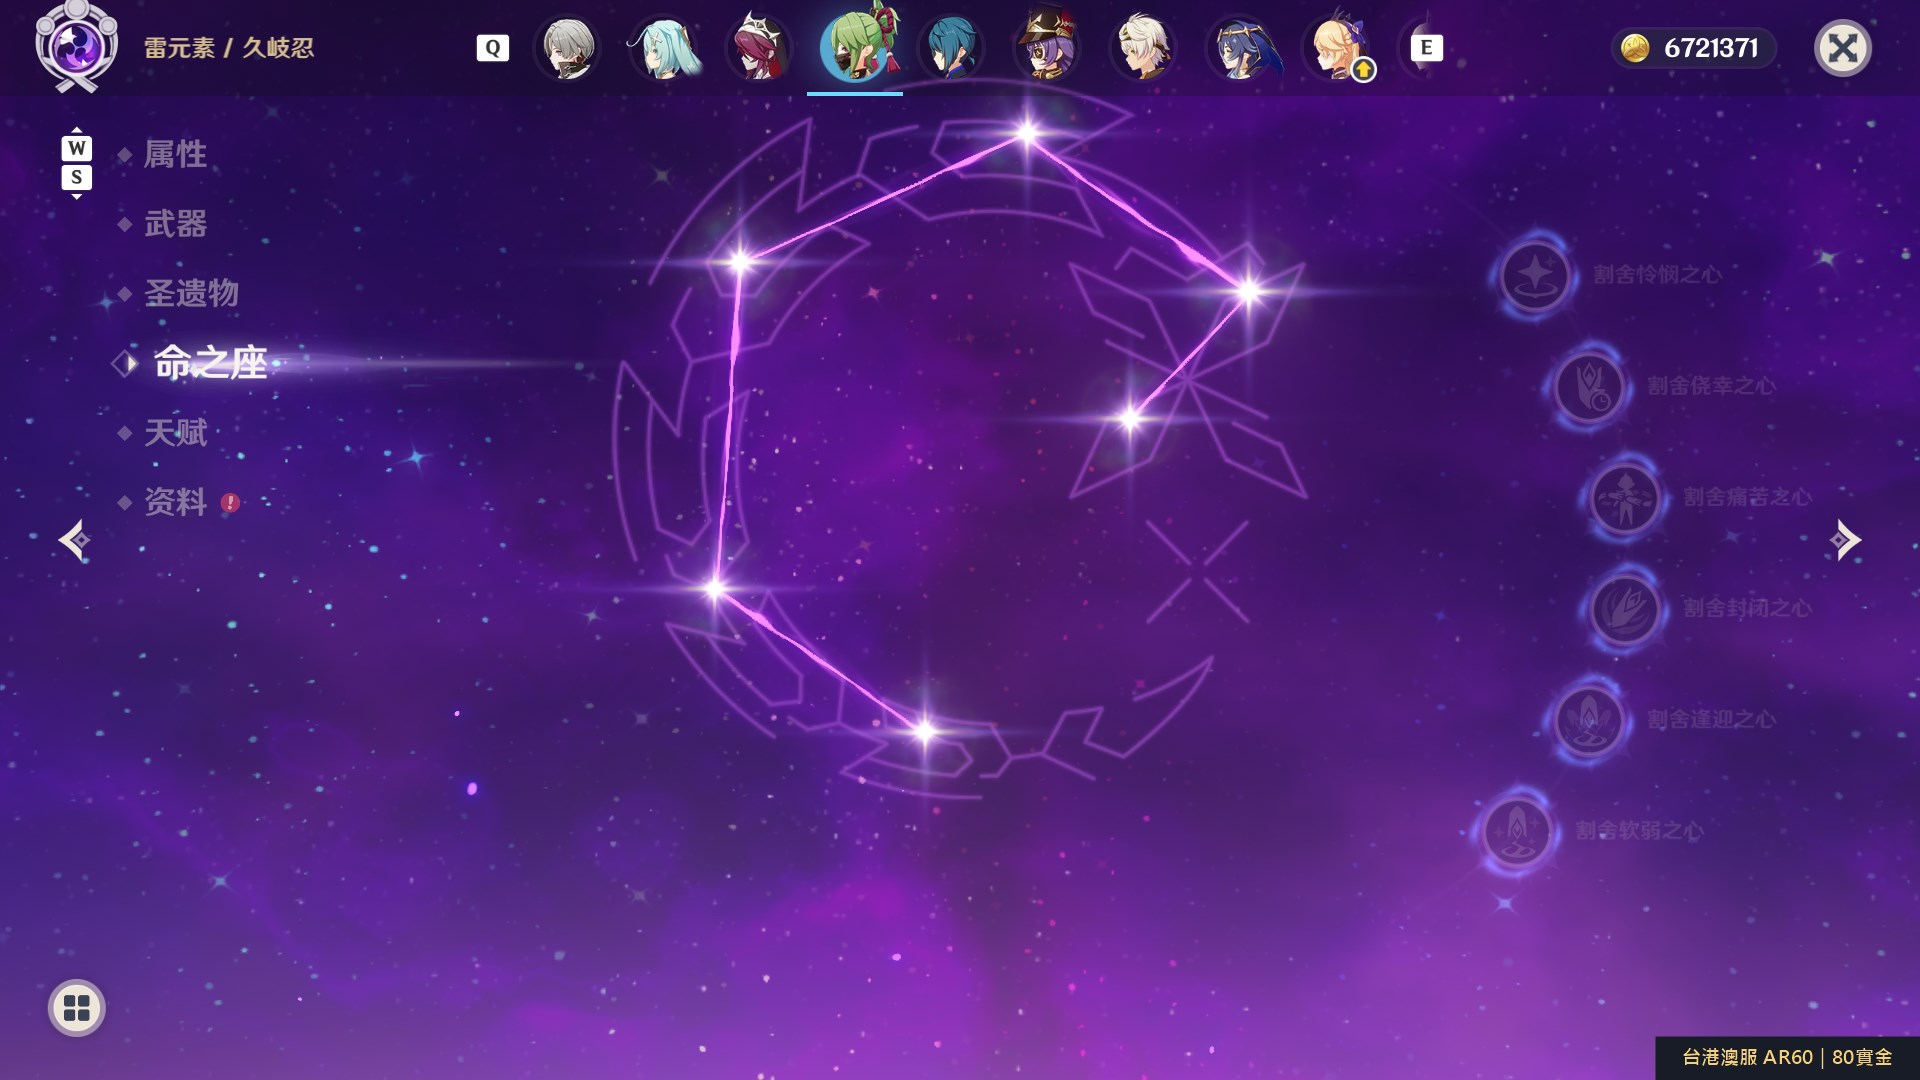 雷元素 / 久岐忍
Q
E
6721371
W
S
属性
武器
圣遗物
命之座
天赋
资料
割舍怜悯之心
割舍侥幸之心
割舍痛苦之心
割舍封闭之心
割舍逢迎之心
割舍软弱之心
台港澳服 AR60 | 80實金